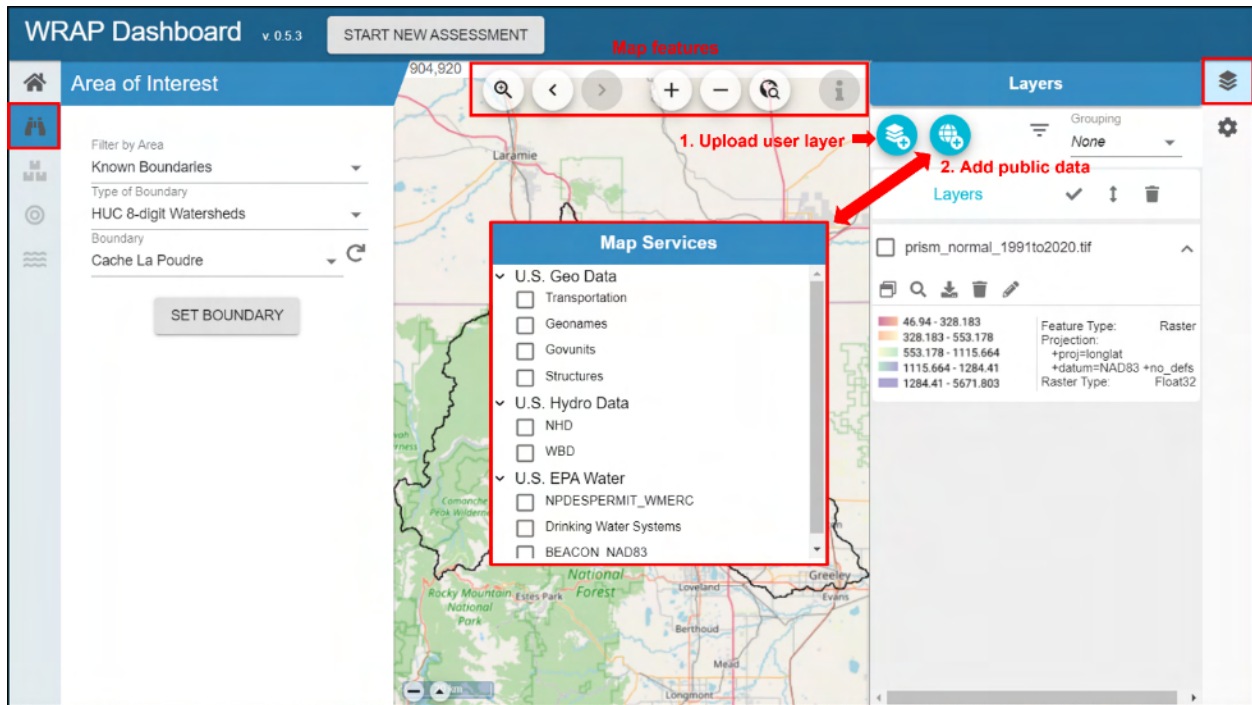 WRAP Dashboard v. 0.5.3 START NEW ASSESSMENT
Map features
Area of Interest
904,920
Layers
Filter by Area
Known Boundaries
Type of Boundary
HUC 8-digit Watersheds
Boundary
Cache La Poudre
SET BOUNDARY
Laramie
1. Upload user layer
2. Add public data
Grouping
None
Layers
Map Services
U.S. Geo Data
Transportation
Geonames
Govunits
Structures
U.S. Hydro Data
NHD
WBD
U.S. EPA Water
NPDESPERMIT_WMERC
Drinking Water Systems
BEACON_NAD83
prism_normal_1991to2020.tif
46.94 - 328.183
328.183 - 553.178
553.178 - 1115.664
1115.664 - 1284.41
1284.41 - 5671.803
Feature Type: Raster
Projection:
+proj=longlat
+datum=NAD83 +no_defs
Raster Type: Float32
Comanche
Peak Wilderness
National
Forest
Rocky Mountain
National
Park
Estes Park
Loveland
Greeley
Evans
Berthoud
Mead
Longmont